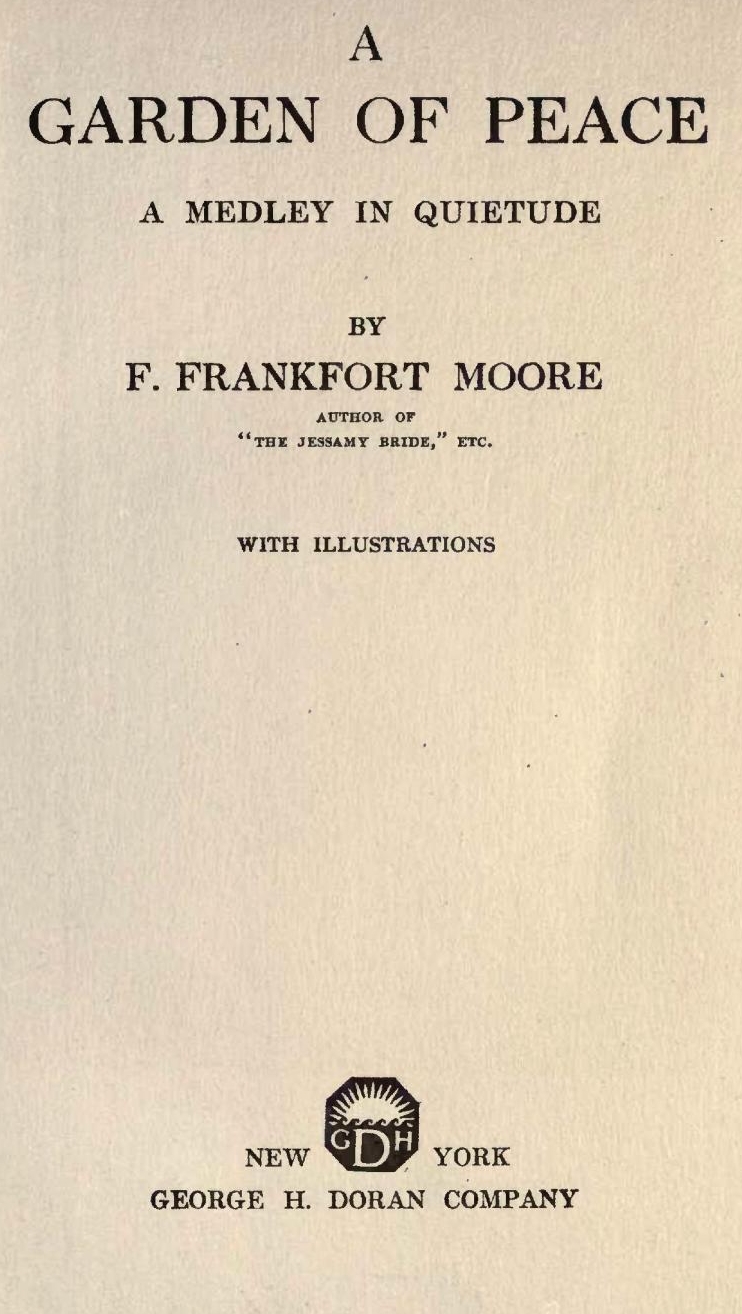 A
GARDEN OF PEACE
A MEDLEY IN QUIETUDE
BY
F. FRANKFORT MOORE
AUTHOR OF
"THE JESSAMY BRIDE," ETC.
WITH ILLUSTRATIONS
GDH
NEW YORK
GEORGE H. DORAN COMPANY